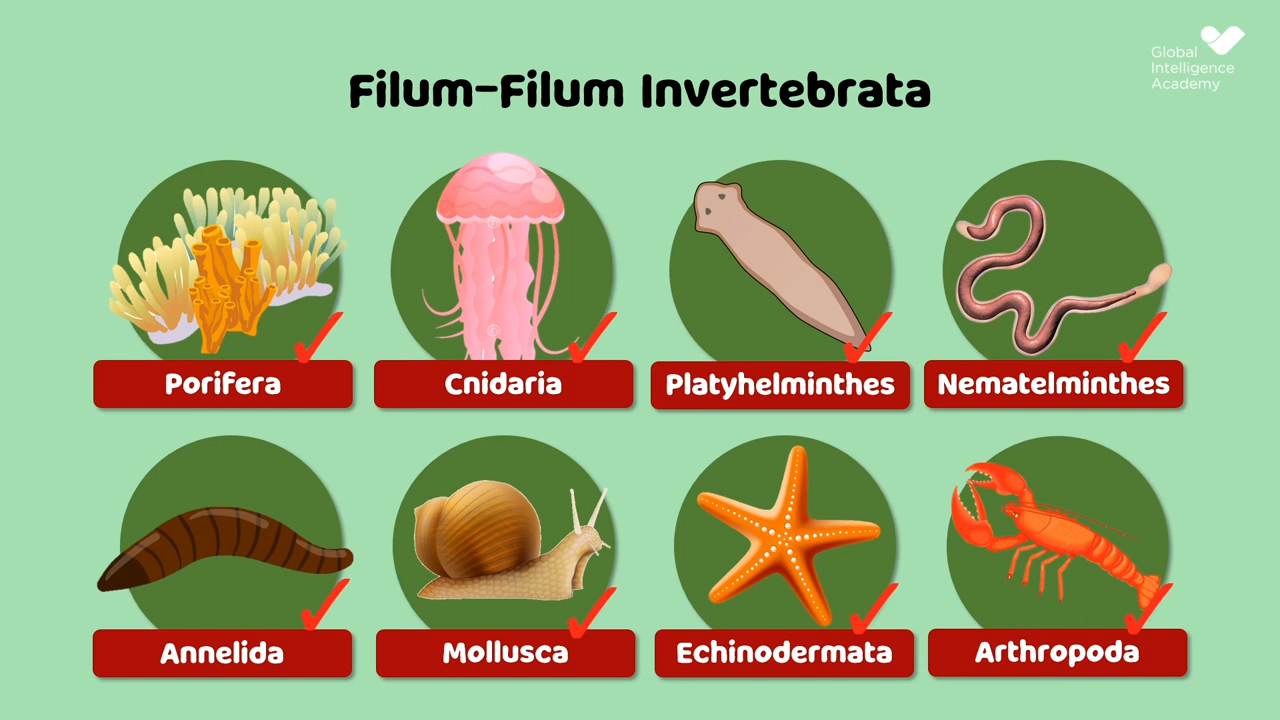 Global
Intelligence
Academy
Filum-Filum Invertebrata
Porifera
Cnidaria
Platyhelminthes
Nematelminthes
Annelida
Mollusca
Echinodermata
Arthropoda